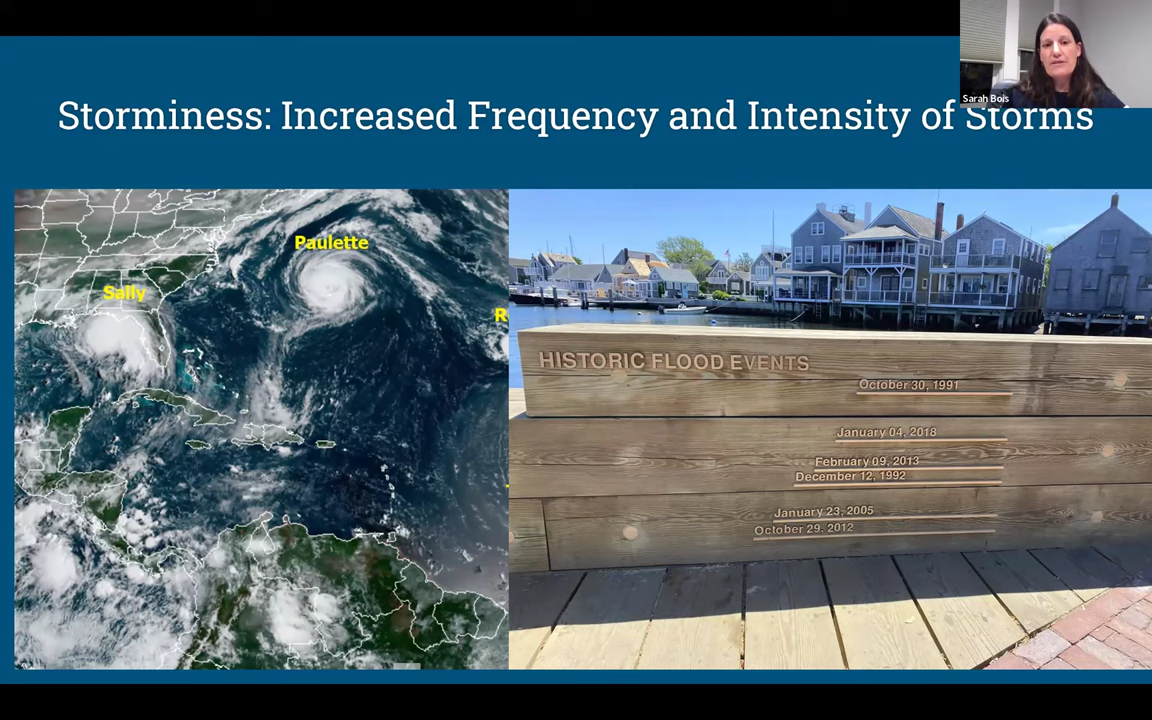 Sarah Bois
Storminess: Increased Frequency and Intensity of Storms
Paulette
Sally
R
HISTORIC FLOOD EVENTS
October 30, 1991
January 04, 2018
February 09, 2013
December 12, 1992
January 23, 2005
October 29, 2012